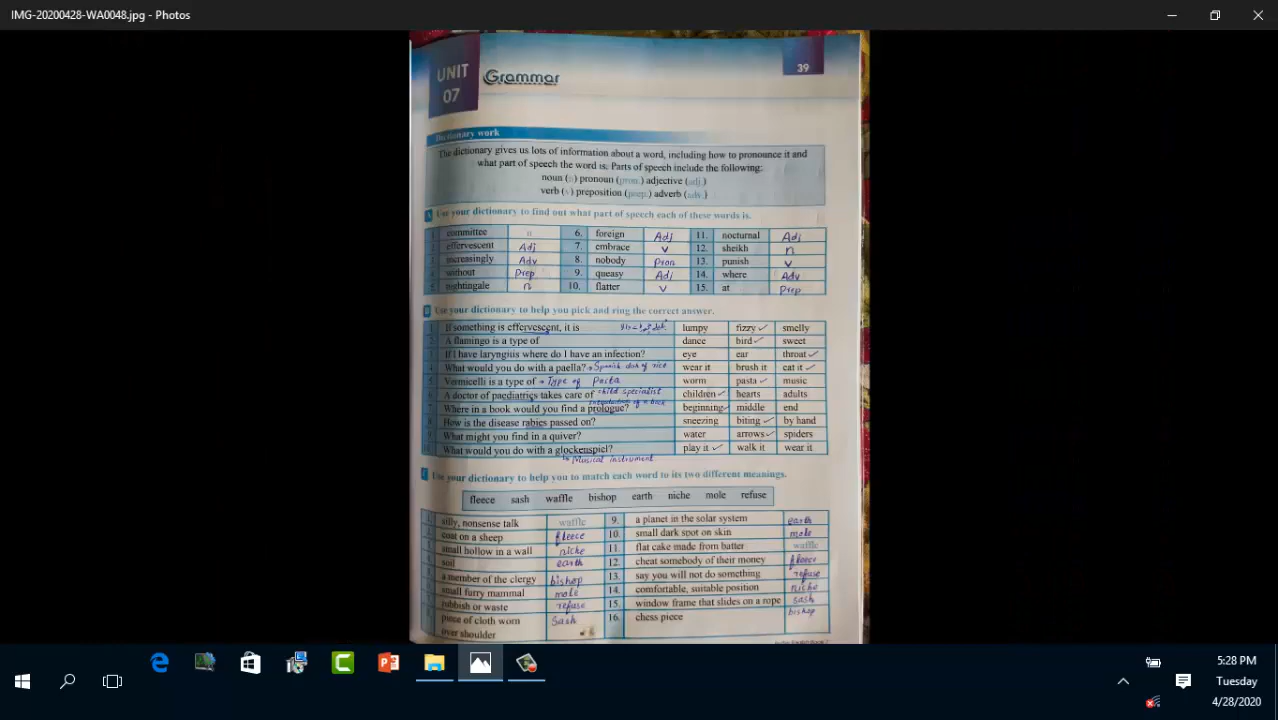 IMG-20200428-WA0048.jpg - Photos
39
UNIT
07
Grammar
Dictionary work
The dictionary gives us lots of information about a word, including how to pronounce it and
what part of speech the word is. Parts of speech include the following:
noun (n) pronoun (pron.) adjective (adj.)
verb (v) preposition (prep.) adverb (adv.)
A Use your dictionary to find out what part of speech each of these words is.
committee n 6. foreign Adj 11. nocturnal Adj
effervescent Adj 7. embrace v 12. sheikh n
increasingly Adv 8. nobody Pron 13. punish v
without Prep 9. queasy Adj 14. where Adv
nightingale n 10. flatter v 15. at Prep
B Use your dictionary to help you pick and ring the correct answer.
If something is effervescent, it is lumpy fizzy ✓ smelly
A flamingo is a type of dance bird ✓ sweet
If I have laryngitis where do I have an infection? eye ear throat ✓
What would you do with a paella? → Spanish dish of rice wear it brush it eat it ✓
Vermicelli is a type of → Type of Pasta worm pasta ✓ music
A doctor of paediatrics takes care of child specialist children ✓ hearts adults
introduction of a book
Where in a book would you find a prologue? beginning ✓ middle end
How is the disease rabies passed on? sneezing biting ✓ by hand
What might you find in a quiver? water arrows ✓ spiders
What would you do with a glockenspiel? play it ✓ walk it wear it
↳ Musical instrument
C Use your dictionary to help you to match each word to its two different meanings.
fleece sash waffle bishop earth niche mole refuse
silly, nonsense talk waffle 9. a planet in the solar system earth
coat on a sheep fleece 10. small dark spot on skin mole
small hollow in a wall niche 11. flat cake made from batter waffle
soil earth 12. cheat somebody of their money fleece
a member of the clergy bishop 13. say you will not do something refuse
small furry mammal mole 14. comfortable, suitable position niche
rubbish or waste refuse 15. window frame that slides on a rope sash
piece of cloth worn Sash 16. chess piece bishop
over shoulder
5:28 PM
Tuesday
4/28/2020